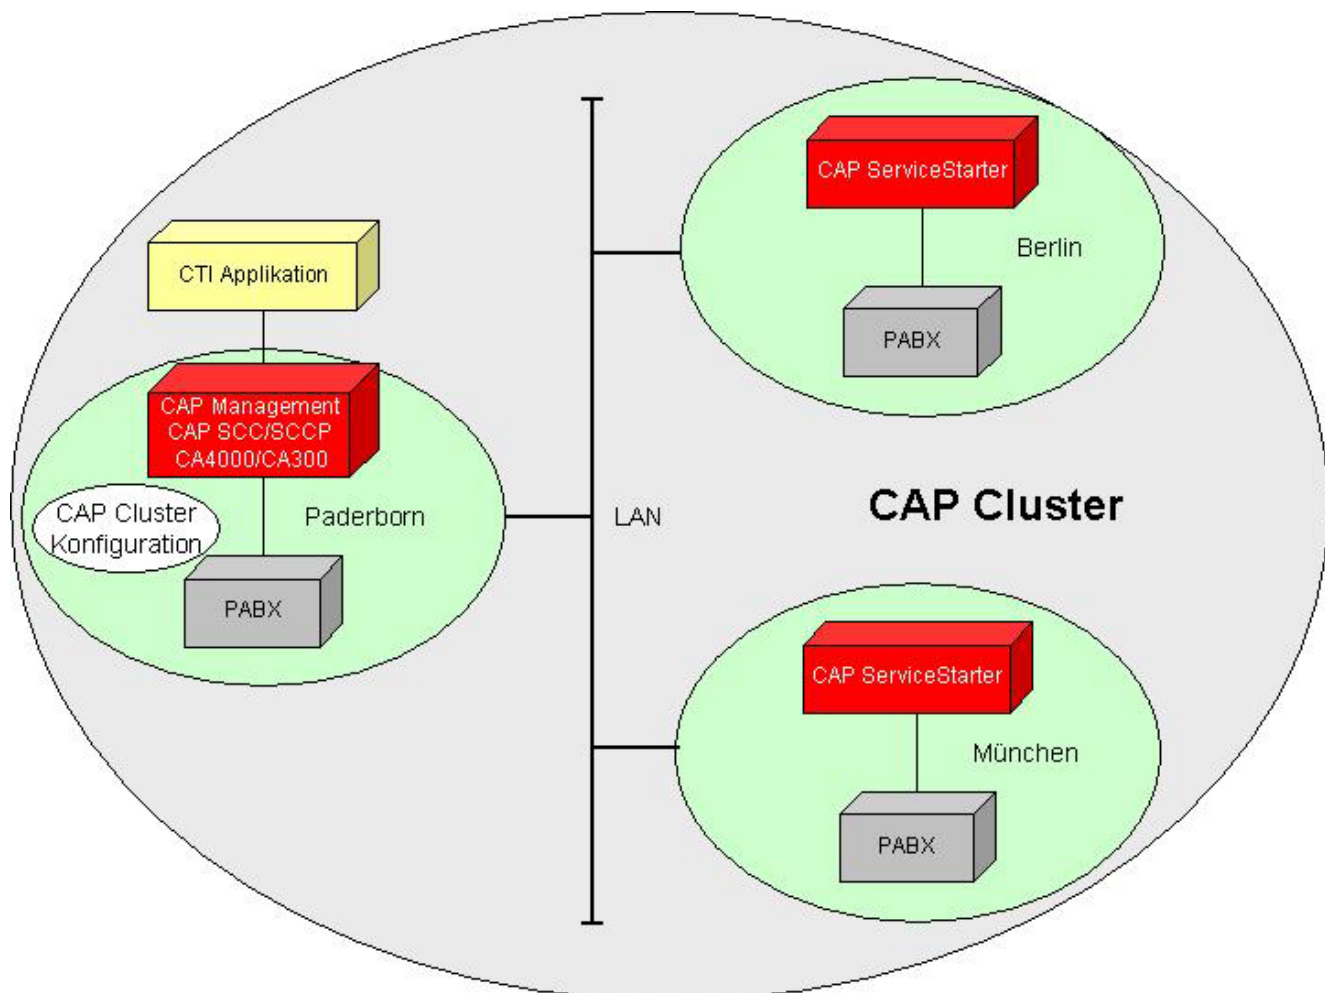 CTI Applikation
CAP Management
CAP SCC/SCCP
CA4000/CA300
CAP Cluster
Konfiguration
Paderborn
PABX
LAN
CAP ServiceStarter
Berlin
PABX
CAP Cluster
CAP ServiceStarter
München
PABX